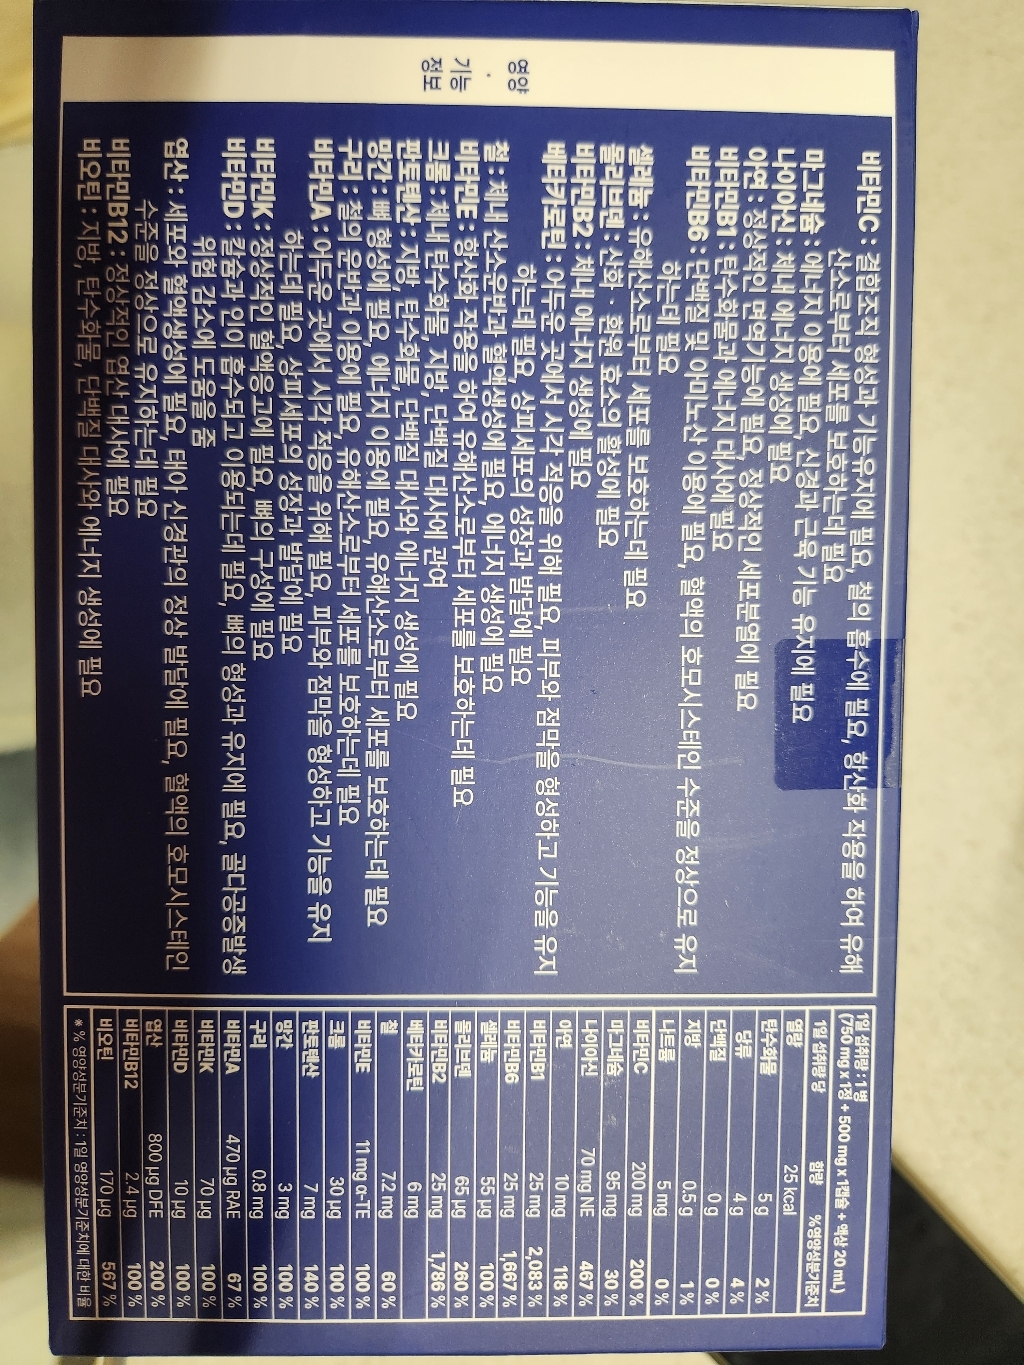 영양
·
기능
정보
비타민C : 결합조직 형성과 기능유지에 필요, 철의 흡수에 필요, 항산화 작용을 하여 유해
산소로부터 세포를 보호하는데 필요
마그네슘 : 에너지 이용에 필요, 신경과 근육 기능 유지에 필요
나이아신 : 체내 에너지 생성에 필요
아연 : 정상적인 면역기능에 필요, 정상적인 세포분열에 필요
비타민B1 : 탄수화물과 에너지 대사에 필요
비타민B6 : 단백질 및 아미노산 이용에 필요, 혈액의 호모시스테인 수준을 정상으로 유지
하는데 필요
셀레늄 : 유해산소로부터 세포를 보호하는데 필요
몰리브덴 : 산화 · 환원 효소의 활성에 필요
비타민B2 : 체내 에너지 생성에 필요
베타카로틴 : 어두운 곳에서 시각 적응을 위해 필요, 피부와 점막을 형성하고 기능을 유지
하는데 필요, 상피세포의 성장과 발달에 필요
철 : 체내 산소운반과 혈액생성에 필요, 에너지 생성에 필요
비타민E : 항산화 작용을 하여 유해산소로부터 세포를 보호하는데 필요
크롬 : 체내 탄수화물, 지방, 단백질 대사에 관여
판토텐산 : 지방, 탄수화물, 단백질 대사와 에너지 생성에 필요
망간 : 뼈 형성에 필요, 에너지 이용에 필요, 유해산소로부터 세포를 보호하는데 필요
구리 : 철의 운반과 이용에 필요, 유해산소로부터 세포를 보호하는데 필요
비타민A : 어두운 곳에서 시각 적응을 위해 필요, 피부와 점막을 형성하고 기능을 유지
하는데 필요, 상피세포의 성장과 발달에 필요
비타민K : 정상적인 혈액응고에 필요, 뼈의 구성에 필요
비타민D : 칼슘과 인이 흡수되고 이용되는데 필요, 뼈의 형성과 유지에 필요, 골다공증발생
위험 감소에 도움을 줌
엽산 : 세포와 혈액생성에 필요, 태아 신경관의 정상 발달에 필요, 혈액의 호모시스테인
수준을 정상으로 유지하는데 필요
비타민B12 : 정상적인 엽산 대사에 필요
비오틴 : 지방, 탄수화물, 단백질 대사와 에너지 생성에 필요
1일 섭취량 : 1병
(750 mg x 1정 + 500 mg x 1캡슐 + 액상 20 mL)
1일 섭취량 당 함량 %영양성분기준치
열량 25 kcal
탄수화물 5 g 2 %
당류 4 g 4 %
단백질 0 g 0 %
지방 0.5 g 1 %
나트륨 5 mg 0 %
비타민C 200 mg 200 %
마그네슘 95 mg 30 %
나이아신 70 mg NE 467 %
아연 10 mg 118 %
비타민B1 25 mg 2,083 %
비타민B6 25 mg 1,667 %
셀레늄 55 μg 100 %
몰리브덴 65 μg 260 %
비타민B2 25 mg 1,786 %
베타카로틴 6 mg
철 7.2 mg 60 %
비타민E 11 mg α-TE 100 %
크롬 30 μg 100 %
판토텐산 7 mg 140 %
망간 3 mg 100 %
구리 0.8 mg 100 %
비타민A 470 μg RAE 67 %
비타민K 70 μg 100 %
비타민D 10 μg 100 %
엽산 800 μg DFE 200 %
비타민B12 2.4 μg 100 %
비오틴 170 μg 567 %
※ % 영양성분기준치 : 1일 영양성분기준치에 대한 비율